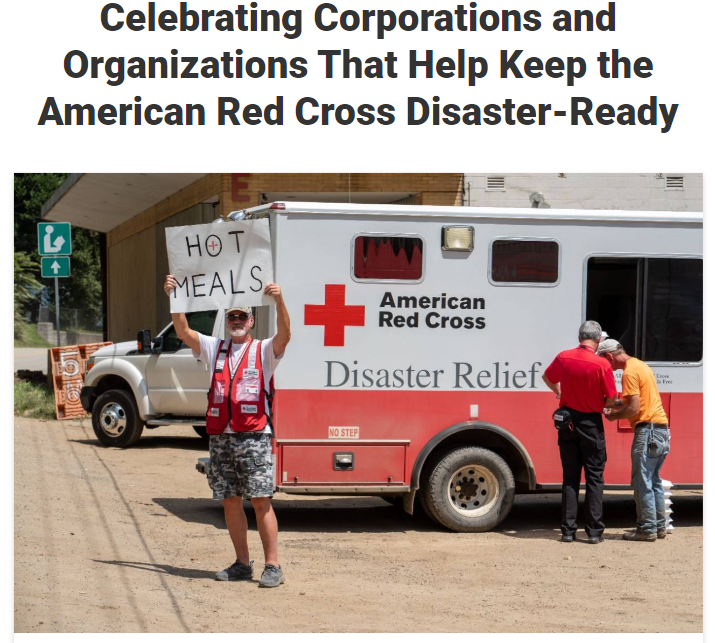 Celebrating Corporations and
Organizations That Help Keep the
American Red Cross Disaster-Ready
E
HOT
MEALS
American
Red Cross
Disaster Relief
NO STEP